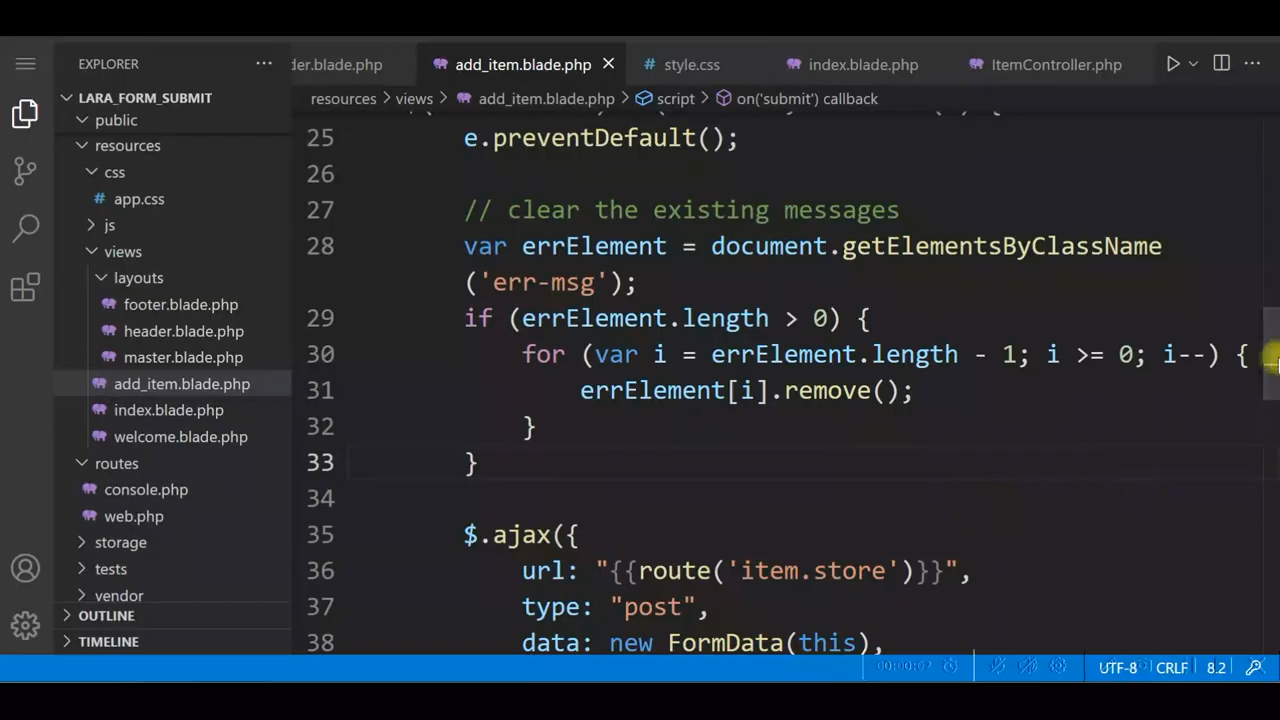 EXPLORER
der.blade.php
add_item.blade.php
style.css
index.blade.php
ItemController.php
LARA_FORM_SUBMIT
resources > views > add_item.blade.php > script > on('submit') callback
public
resources
css
app.css
js
views
layouts
footer.blade.php
header.blade.php
master.blade.php
add_item.blade.php
index.blade.php
welcome.blade.php
routes
console.php
web.php
storage
tests
vendor
OUTLINE
TIMELINE
25 e.preventDefault();
26
27 // clear the existing messages
28 var errElement = document.getElementsByClassName
('err-msg');
29 if (errElement.length > 0) {
30 for (var i = errElement.length - 1; i >= 0; i--) {
31 errElement[i].remove();
32 }
33 }
34
35 $.ajax({
36 url: "{{route('item.store')}}",
37 type: "post",
38 data: new FormData(this),
00:00:02
UTF-8 CRLF 8.2